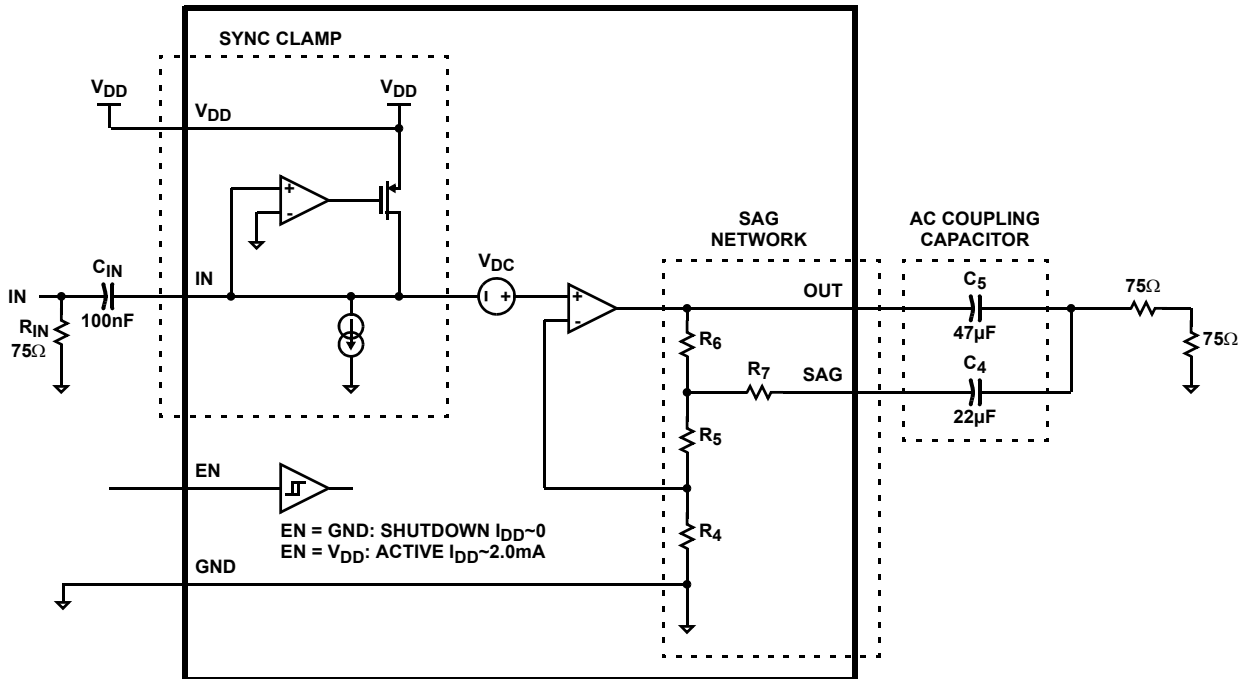 SYNC CLAMP
VDD
VDD
VDD
+
-
SAG
NETWORK
AC COUPLING
CAPACITOR
CIN
IN
VDC
IN
100nF
RIN
75Ω
- +
+
-
OUT
C5
47µF
75Ω
75Ω
R6
R7
SAG
C4
22µF
R5
EN
EN = GND: SHUTDOWN IDD~0
EN = VDD: ACTIVE IDD~2.0mA
R4
GND